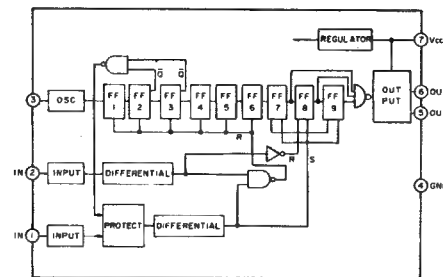 REGULATOR
7 Vcc
Q̄ Q̄
3 OSC FF 1 FF 2 FF 3 FF 4 FF 5 FF 6 FF 7 FF 8 FF 9 OUT PUT 6 OU
5 OU
R
IN 2 INPUT DIFFERENTIAL R S
4 GN
PROTECT DIFFERENTIAL
IN 1 INPUT